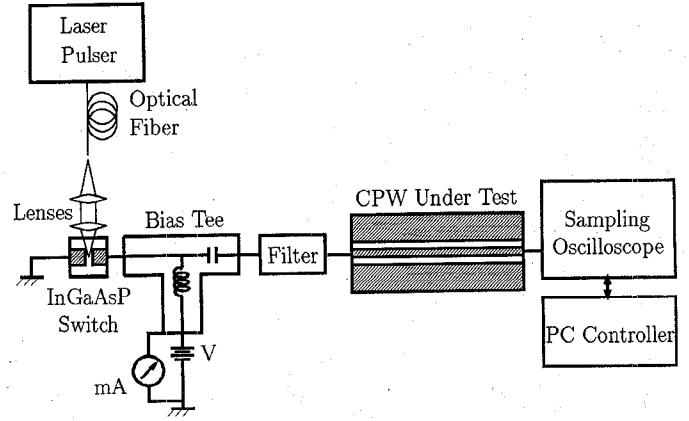 Laser
Pulser
Optical
Fiber
Lenses
Bias Tee
CPW Under Test
Sampling
Oscilloscope
Filter
InGaAsP
Switch
V
mA
PC Controller